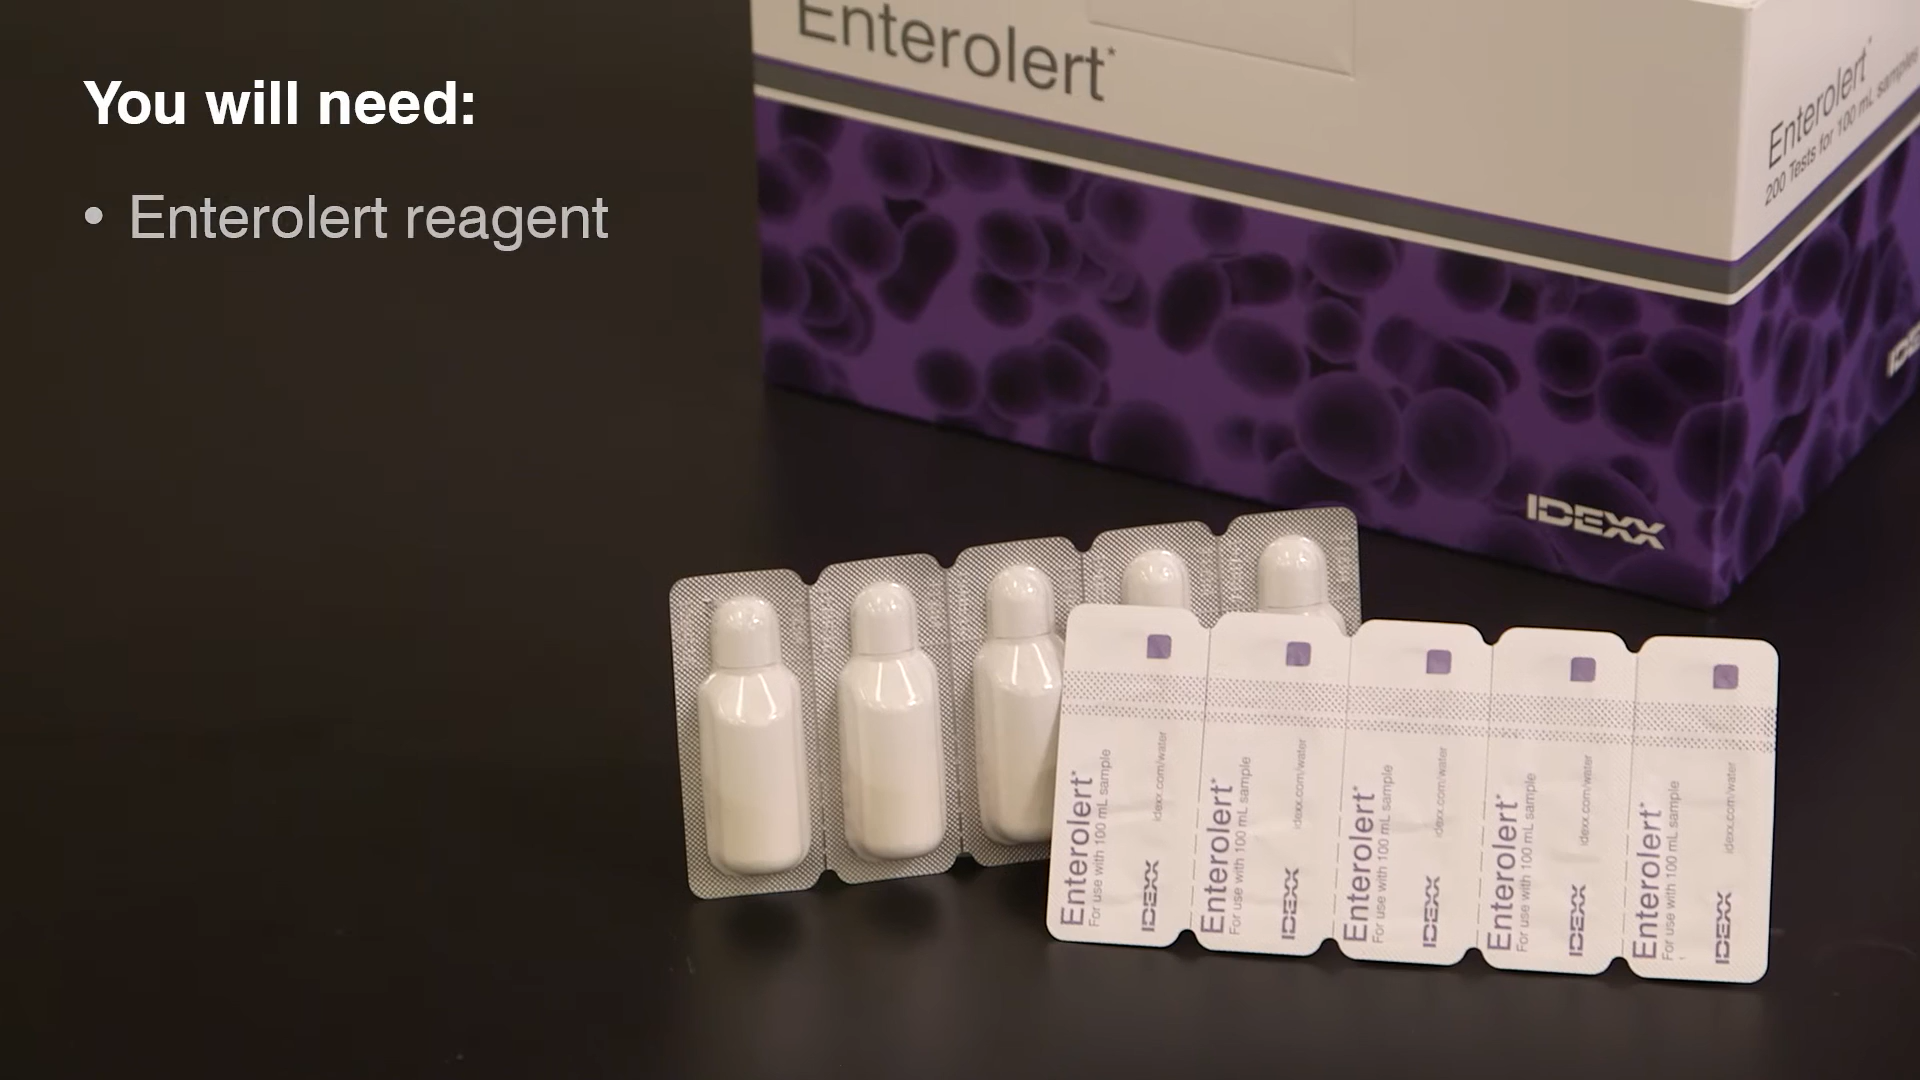 You will need:
• Enterolert reagent
Enterolert*
Enterolert*
200 Tests for 100 mL samples
IDEXX
Enterolert*
For use with 100 mL sample
idexx.com/water
IDEXX
Enterolert*
For use with 100 mL sample
idexx.com/water
IDEXX
Enterolert*
For use with 100 mL sample
idexx.com/water
IDEXX
Enterolert*
For use with 100 mL sample
idexx.com/water
IDEXX
Enterolert*
For use with 100 mL sample
idexx.com/water
IDEXX